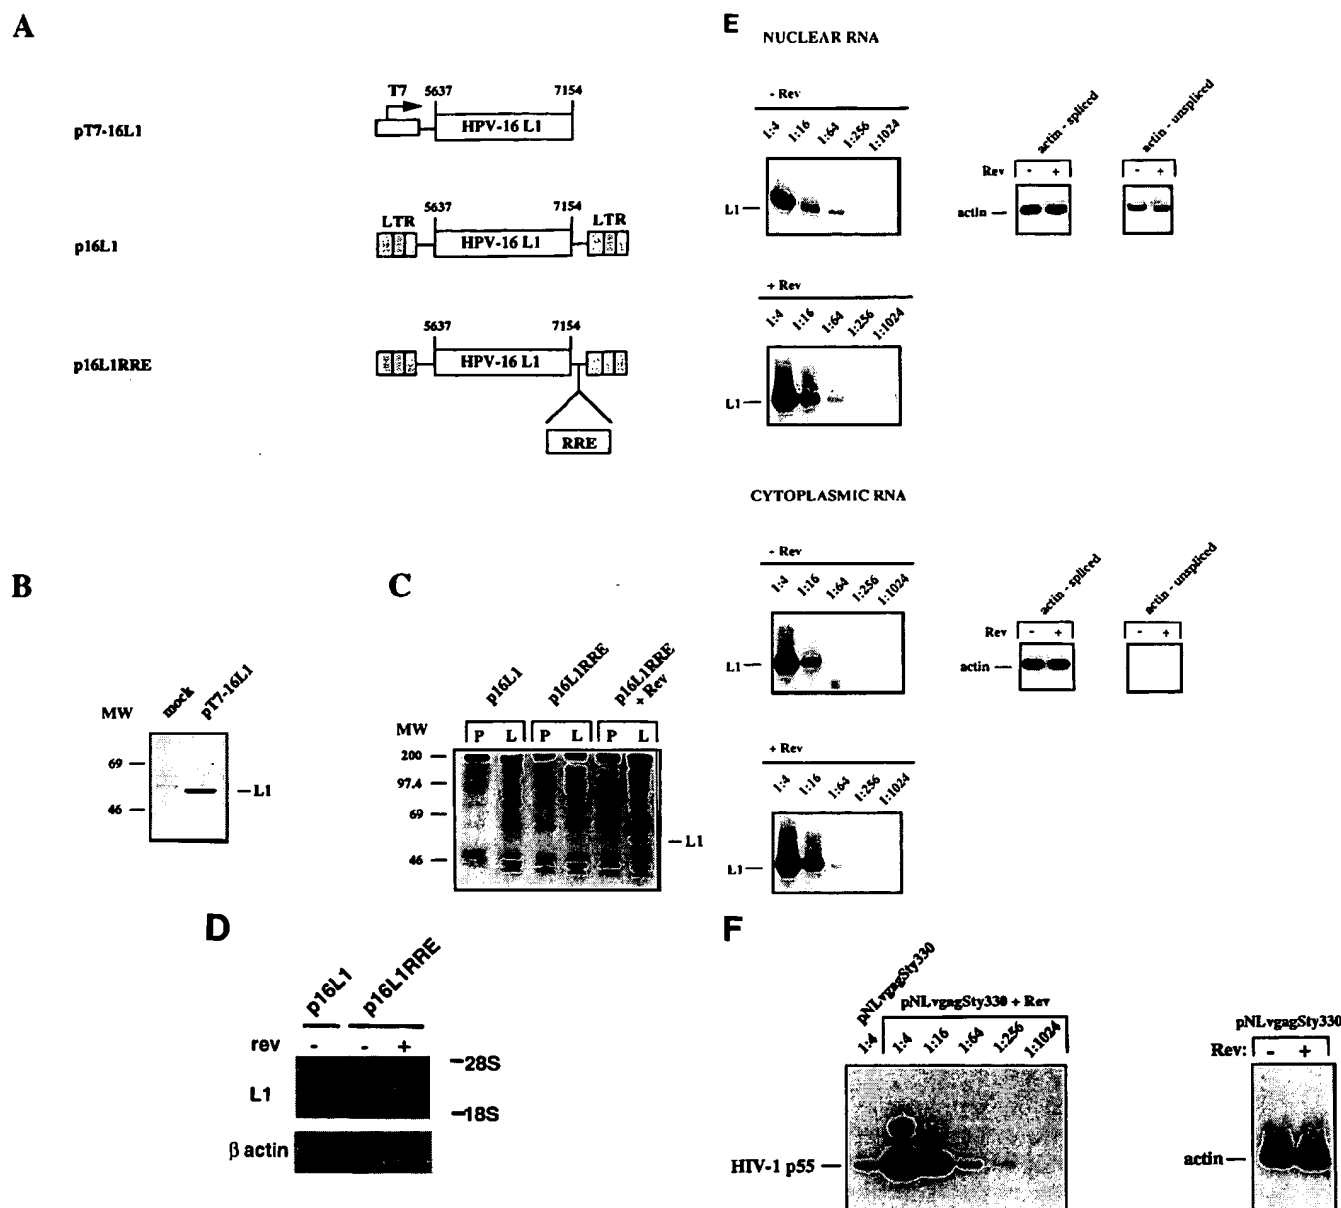 A
T7
5637
7154
pT7-16L1
HPV-16 L1
5637
7154
LTR
LTR
p16L1
HPV-16 L1
5637
7154
p16L1RRE
HPV-16 L1
RRE
B
mock
pT7-16L1
MW
69
46
L1
C
p16L1
p16L1RRE
p16L1RRE
+ Rev
MW
P L P L P L
200
97.4
69
46
L1
D
p16L1
p16L1RRE
rev - - +
28S
L1
18S
β actin
E
NUCLEAR RNA
- Rev
1:4 1:16 1:64 1:256 1:1024
L1
actin - spliced
actin - unspliced
Rev - + - +
actin
+ Rev
1:4 1:16 1:64 1:256 1:1024
L1
CYTOPLASMIC RNA
- Rev
1:4 1:16 1:64 1:256 1:1024
L1
actin - spliced
actin - unspliced
Rev - + - +
actin
+ Rev
1:4 1:16 1:64 1:256 1:1024
L1
F
pNLvgagSty330
pNLvgagSty330 + Rev
1:4 1:4 1:16 1:64 1:256 1:1024
HIV-1 p55
pNLvgagSty330
Rev: - +
actin